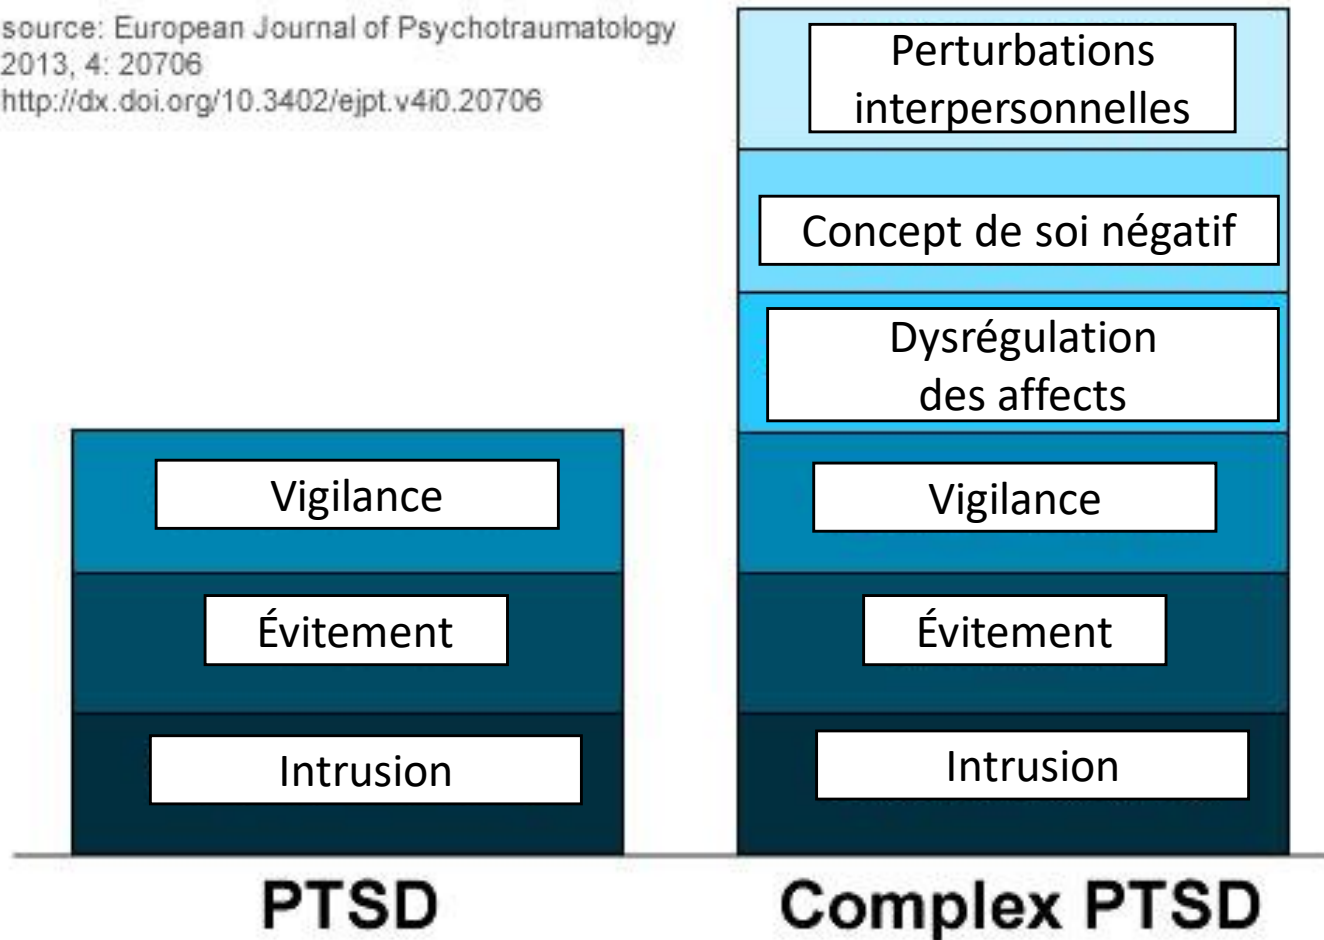 source: European Journal of Psychotraumatology
2013, 4: 20706
http://dx.doi.org/10.3402/ejpt.v4i0.20706
Perturbations
interpersonnelles
Concept de soi négatif
Dysrégulation
des affects
Vigilance
Évitement
Intrusion
Vigilance
Évitement
Intrusion
PTSD
Complex PTSD